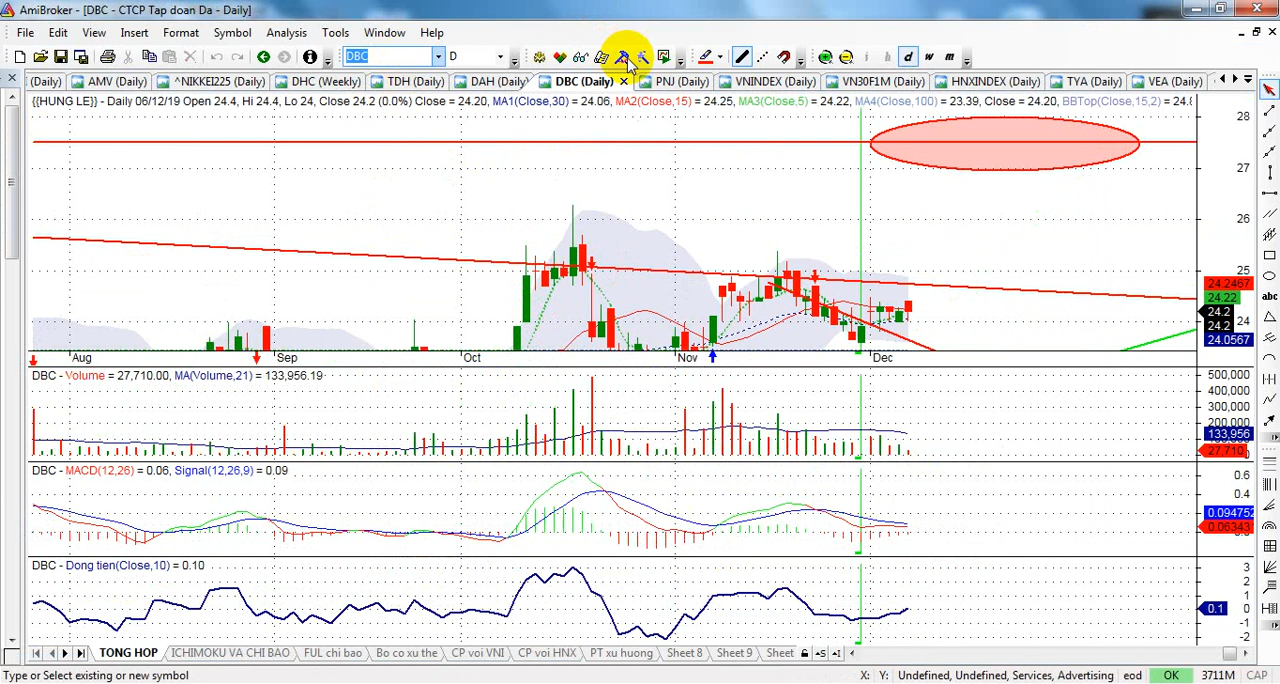 AmiBroker - [DBC - CTCP Tap doan Da - Daily]
File Edit View Insert Format Symbol Analysis Tools Window Help
DBC D d w m
(Daily) AMV (Daily) ^NIKKEI225 (Daily) DHC (Weekly) TDH (Daily) DAH (Daily) DBC (Daily) PNJ (Daily) VNINDEX (Daily) VN30F1M (Daily) HNXINDEX (Daily) TYA (Daily) VEA (Daily)
{{HUNG LE}} - Daily 06/12/19 Open 24.4, Hi 24.4, Lo 24, Close 24.2 (0.0%) Close = 24.20, MA1(Close,30) = 24.06, MA2(Close,15) = 24.25, MA3(Close,5) = 24.22, MA4(Close,100) = 23.39, Close = 24.20, BBTop(Close,15,2) = 24.8
28
27
26
25
24.2467
24.22
24.2
24.2
24
24.0567
Aug Sep Oct Nov Dec
DBC - Volume = 27,710.00, MA(Volume,21) = 133,956.19
500,000
400,000
300,000
200,000
133,956
27,710
DBC - MACD(12,26) = 0.06, Signal(12,26,9) = 0.09
0.6
0.4
0.094752
0.06343
DBC - Dong tien(Close,10) = 0.10
3
2
1
0.1
0
-1
-2
TONG HOP ICHIMOKU VA CHI BAO FUL chi bao Bo co xu the CP voi VNI CP voi HNX PT xu huong Sheet 8 Sheet 9 Sheet
Type or Select existing or new symbol X: Y: Undefined, Undefined, Services, Advertising eod OK 3711M CAP
abc